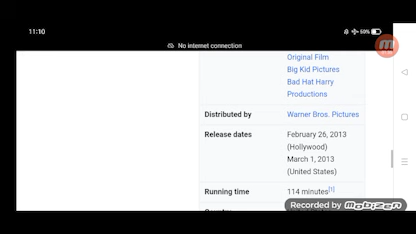 11:10
59%
No internet connection
Original Film
Big Kid Pictures
Bad Hat Harry
Productions
Distributed by Warner Bros. Pictures
Release dates February 26, 2013
(Hollywood)
March 1, 2013
(United States)
Running time 114 minutes[1]
Recorded by Mobizen